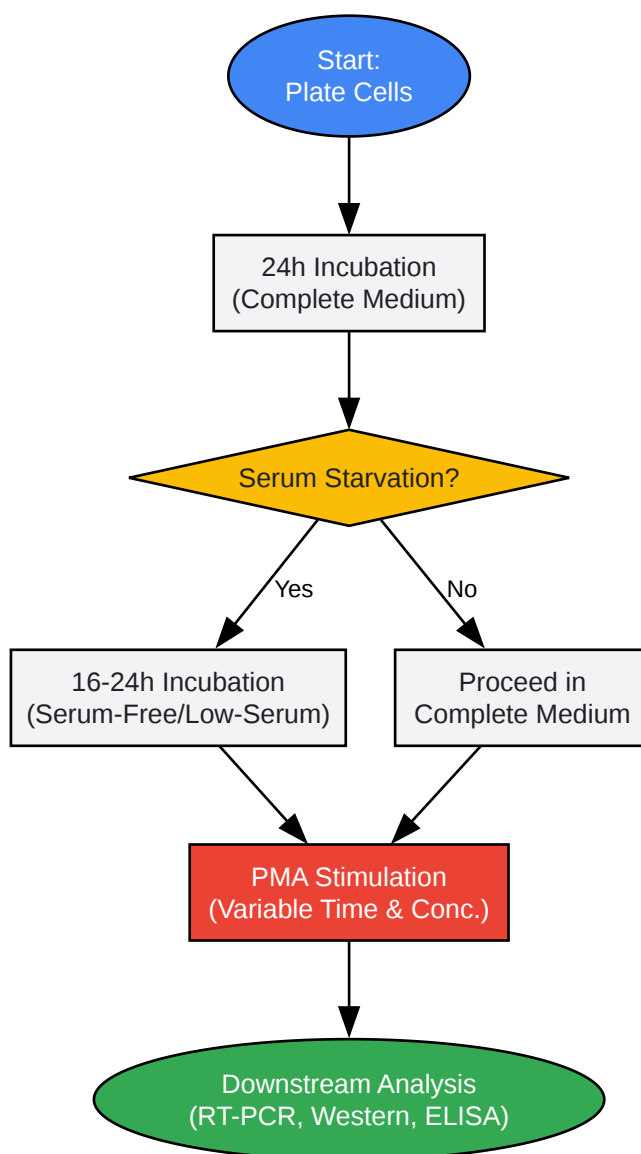 Start:
Plate Cells
24h Incubation
(Complete Medium)
Serum Starvation?
Yes
No
16-24h Incubation
(Serum-Free/Low-Serum)
Proceed in
Complete Medium
PMA Stimulation
(Variable Time & Conc.)
Downstream Analysis
(RT-PCR, Western, ELISA)